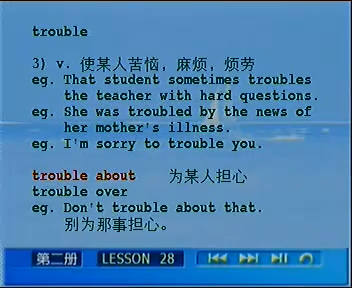 trouble
3) v. 使某人苦恼，麻烦，烦劳
eg. That student sometimes troubles
the teacher with hard questions.
eg. She was troubled by the news of
her mother's illness.
eg. I'm sorry to trouble you.
trouble about 为某人担心
trouble over
eg. Don't trouble about that.
别为那事担心。
第二册 LESSON 28